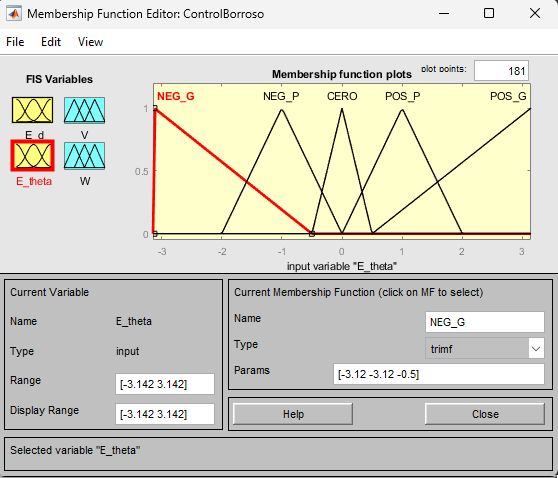 Membership Function Editor: ControlBorroso
File Edit View
FIS Variables
E_d
V
E_theta
W
Membership function plots
plot points:
181
NEG_G
NEG_P
CERO
POS_P
POS_G
1
0.5
0
-3
-2
-1
0
1
2
3
input variable "E_theta"
Current Variable
Name
E_theta
Type
input
Range
[-3.142 3.142]
Display Range
[-3.142 3.142]
Current Membership Function (click on MF to select)
Name
NEG_G
Type
trimf
Params
[-3.12 -3.12 -0.5]
Help
Close
Selected variable "E_theta"